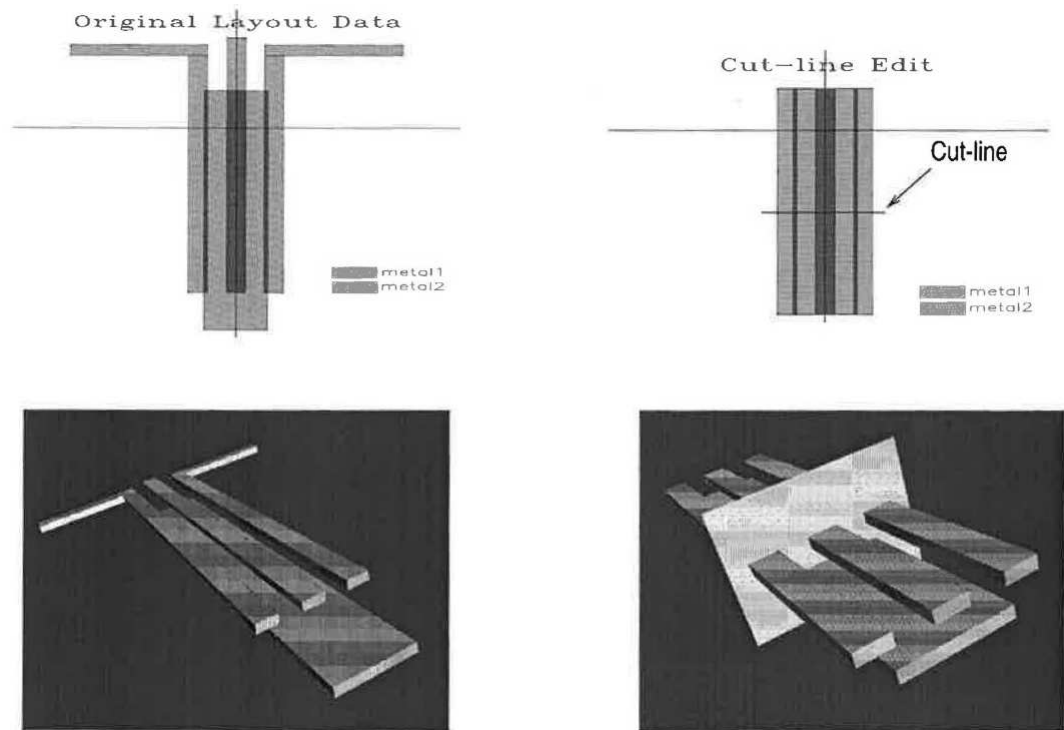 Original Layout Data
metal1
metal2
Cut-line Edit
Cut-line
metal1
metal2